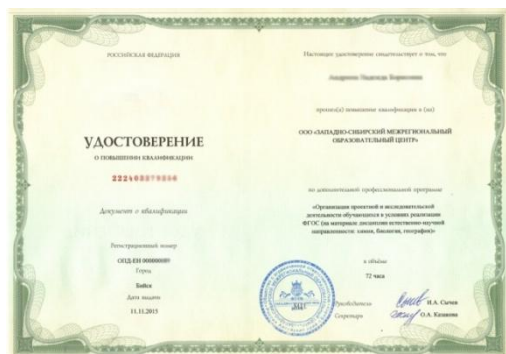 РОССИЙСКАЯ ФЕДЕРАЦИЯ
УДОСТОВЕРЕНИЕ
О ПОВЫШЕНИИ КВАЛИФИКАЦИИ
Документ о квалификации
Регистрационный номер
Город
Бийск
Дата выдачи
11.11.2015
Настоящее удостоверение свидетельствует о том, что
прошел(а) повышение квалификации в (на)
ООО «ЗАПАДНО-СИБИРСКИЙ МЕЖРЕГИОНАЛЬНЫЙ
ОБРАЗОВАТЕЛЬНЫЙ ЦЕНТР»
по дополнительной профессиональной программе
«Организация проектной и исследовательской
деятельности обучающихся в условиях реализации
ФГОС (на материале дисциплин естественно-научной
направленности: химия, биология, география)»
в объёме
72 часа
Руководитель Н.А. Сычев
Секретарь О.А. Казакова